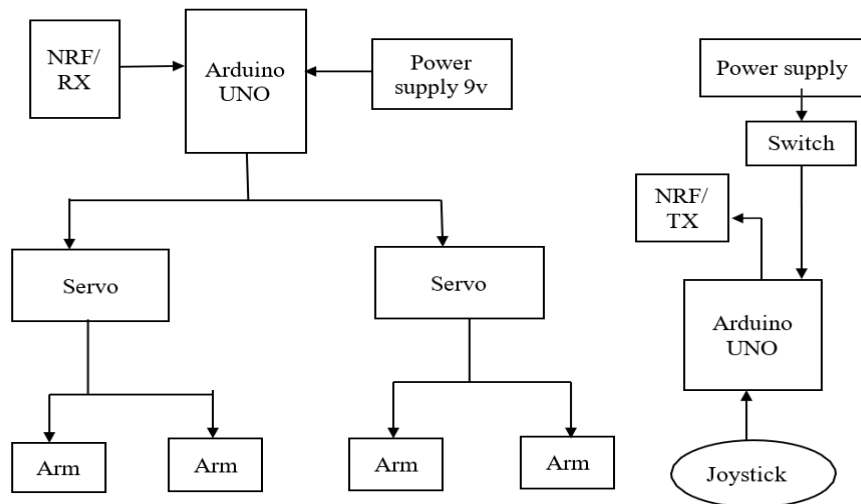 NRF/
RX
Arduino
UNO
Power
supply 9v
Servo
Servo
Arm
Arm
Arm
Arm
Power supply
Switch
NRF/
TX
Arduino
UNO
Joystick